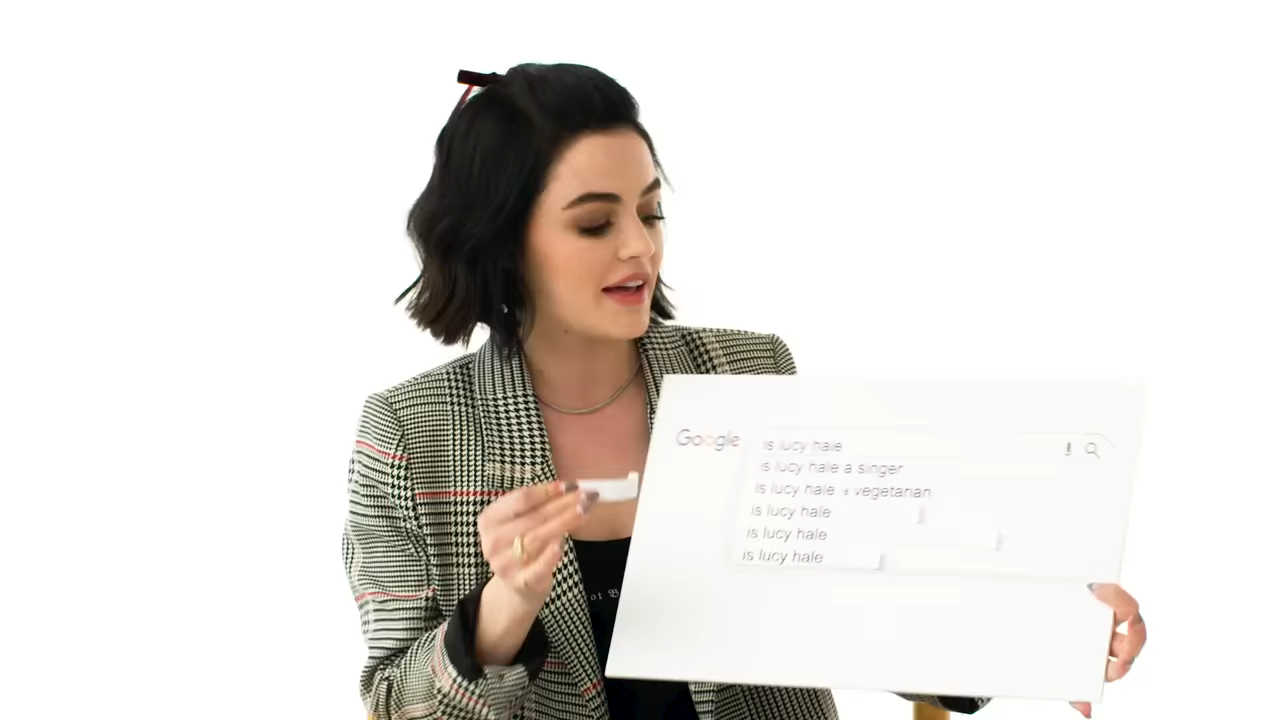 Google
is lucy hale
is lucy hale a singer
is lucy hale a vegetarian
is lucy hale
is lucy hale
is lucy hale
ot B